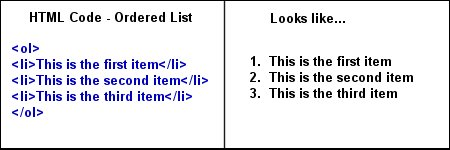 HTML Code - Ordered List
<ol>
<li>This is the first item</li>
<li>This is the second item</li>
<li>This is the third item</li>
</ol>
Looks like...
1. This is the first item
2. This is the second item
3. This is the third item